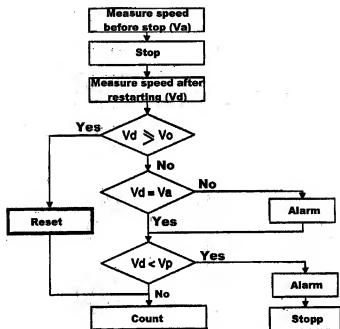 Measure speed
before stop (Va)
Stop
Measure speed after
restarting (Vd)
Yes
Vd ⩾ Vo
No
Vd = Va
No
Yes
Reset
Alarm
Vd < Vp
Yes
No
Alarm
Count
Stopp